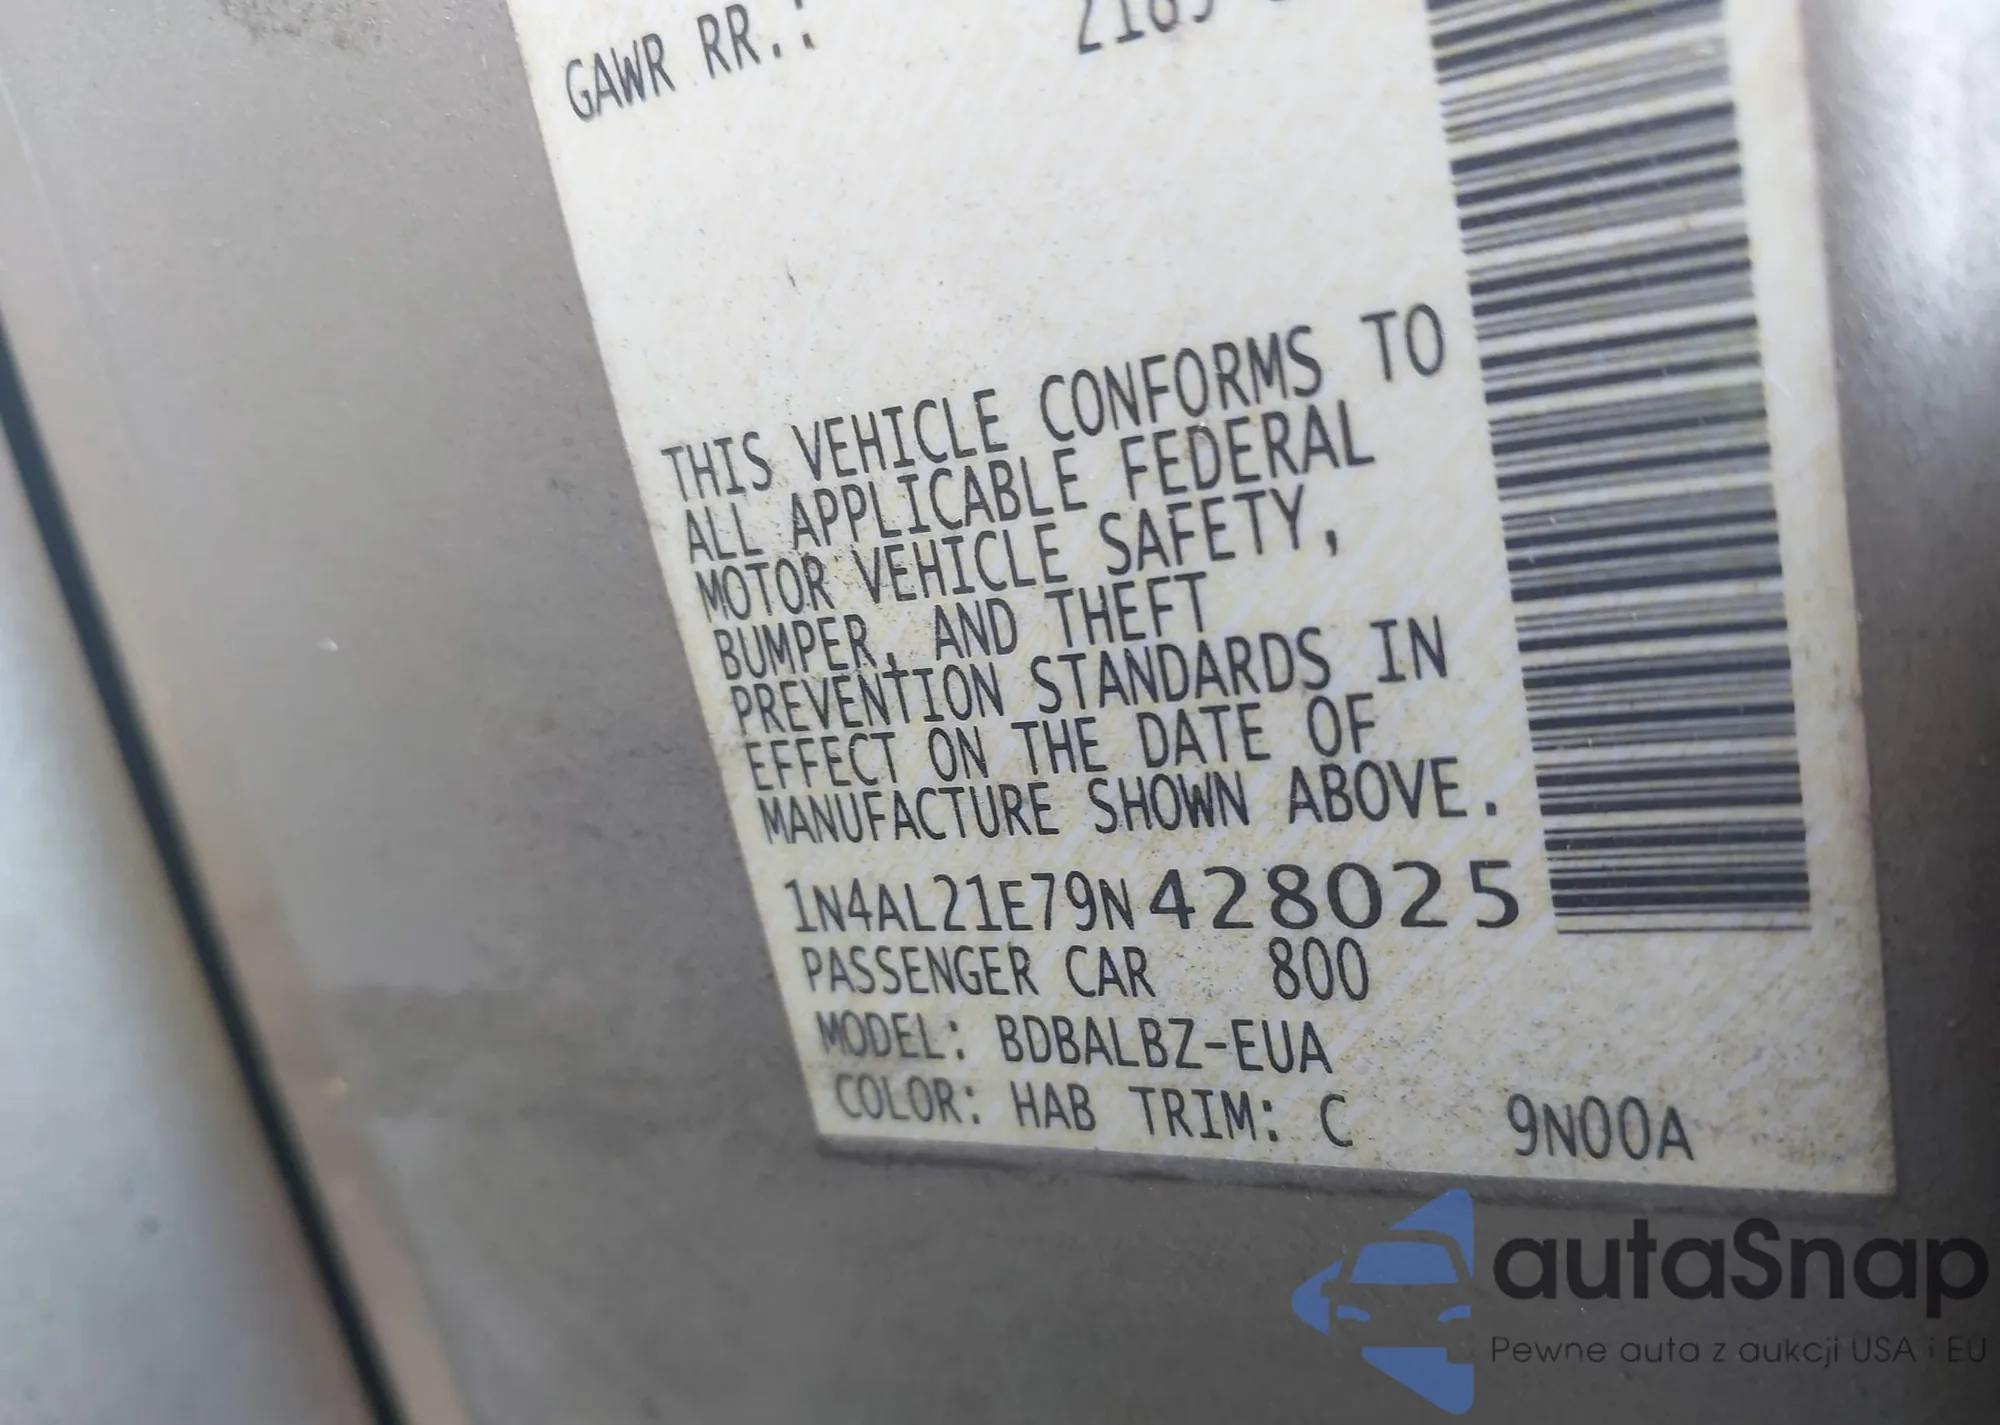 GAWR RR.:
THIS VEHICLE CONFORMS TO
ALL APPLICABLE FEDERAL
MOTOR VEHICLE SAFETY,
BUMPER, AND THEFT
PREVENTION STANDARDS IN
EFFECT ON THE DATE OF
MANUFACTURE SHOWN ABOVE.
1N4AL21E79N428025
PASSENGER CAR 800
MODEL: BDBALBZ-EUA
COLOR: HAB TRIM: C 9N00A
autaSnap
Pewne auta z aukcji USA i EU